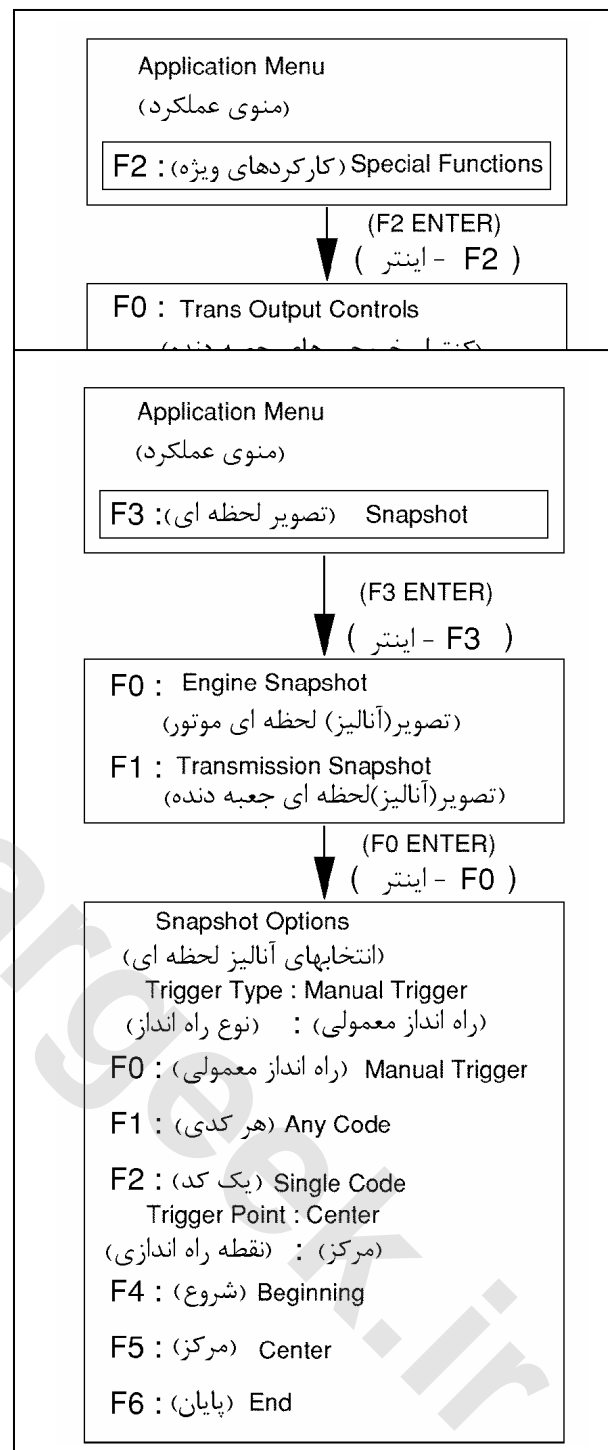 Application Menu
(منوی عملکرد)
F2 : (کارکردهای ویژه) Special Functions
(F2 ENTER)
( F2 - اینتر )
F0 : Trans Output Controls
Application Menu
(منوی عملکرد)
F3 : (تصویر لحظه ای) Snapshot
(F3 ENTER)
( F3 - اینتر )
F0 : Engine Snapshot
(تصویر(آنالیز) لحظه ای موتور)
F1 : Transmission Snapshot
(تصویر(آنالیز)لحظه ای جعبه دنده)
(F0 ENTER)
( F0 - اینتر )
Snapshot Options
(انتخابهای آنالیز لحظه ای)
Trigger Type : Manual Trigger
(نوع راه انداز) : (راه انداز معمولی)
F0 : (راه انداز معمولی) Manual Trigger
F1 : (هر کدی) Any Code
F2 : (یک کد) Single Code
Trigger Point : Center
(نقطه راه اندازی) : (مرکز)
F4 : (شروع) Beginning
F5 : (مرکز) Center
F6 : (پایان) End
argeek.ir